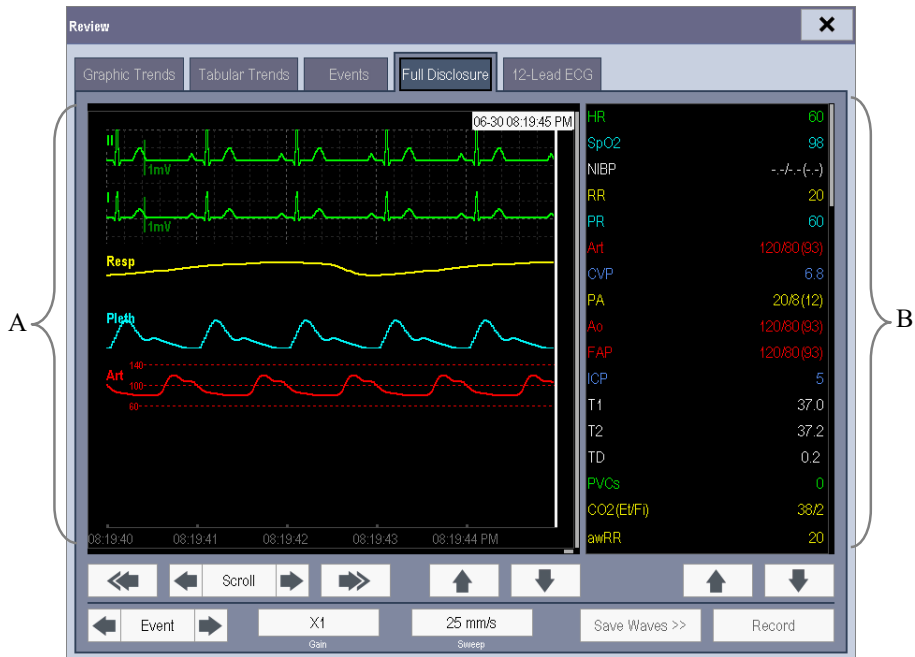 Review
Graphic Trends Tabular Trends Events Full Disclosure 12-Lead ECG
06-30 08:19:45 PM
II
1mV
I
1mV
Resp
Pleth
Art 140
100
60
08:19:40 08:19:41 08:19:42 08:19:43 08:19:44 PM
A
HR 60
SpO2 98
NIBP -.-/-.-(-.-)
RR 20
PR 60
Art 120/80(93)
CVP 6.8
PA 20/8(12)
Ao 120/80(93)
FAP 120/80(93)
ICP 5
T1 37.0
T2 37.2
TD 0.2
PVCs 0
CO2(Et/Fi) 38/2
awRR 20
B
Scroll
Event X1 25 mm/s Save Waves >> Record
Gain Sweep